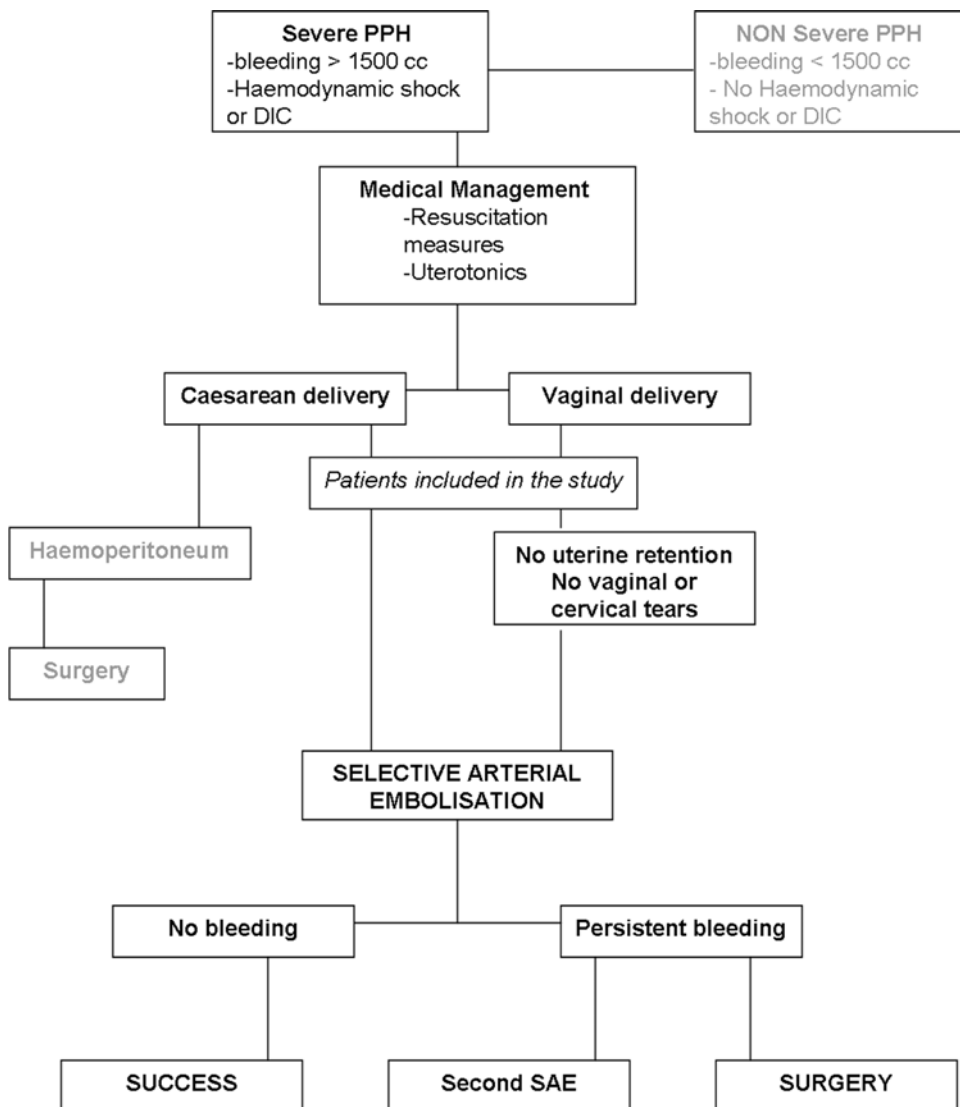 Severe PPH
-bleeding > 1500 cc
-Haemodynamic shock
or DIC
NON Severe PPH
-bleeding < 1500 cc
- No Haemodynamic
shock or DIC
Medical Management
-Resuscitation
measures
-Uterotonics
Caesarean delivery
Vaginal delivery
Patients included in the study
Haemoperitoneum
No uterine retention
No vaginal or
cervical tears
Surgery
SELECTIVE ARTERIAL
EMBOLISATION
No bleeding
Persistent bleeding
SUCCESS
Second SAE
SURGERY